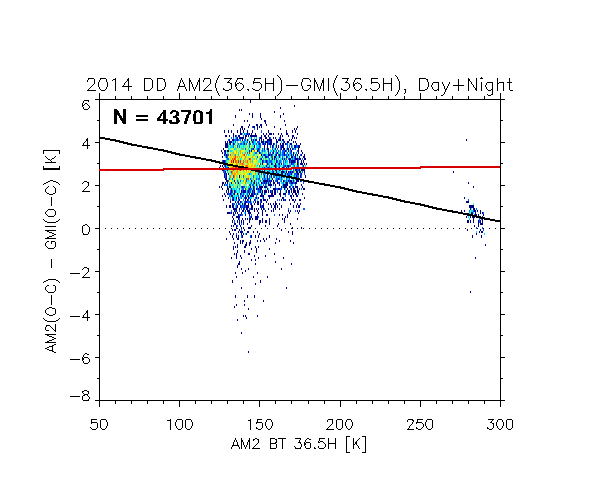 2014 DD AM2(36.5H)−GMI(36.5H), Day+Night
N = 43701
6
4
2
0
−2
−4
−6
−8
AM2(O−C) − GMI(O−C) [K]
50 100 150 200 250 300
AM2 BT 36.5H [K]